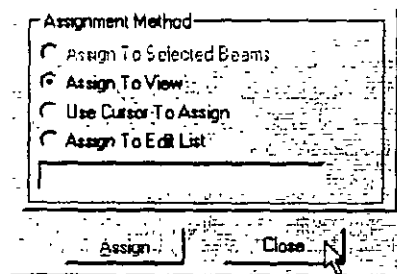 Assignment Method
Assign To Selected Beams
Assign To View
Use Cursor To Assign
Assign To Edit List
Assign
Close